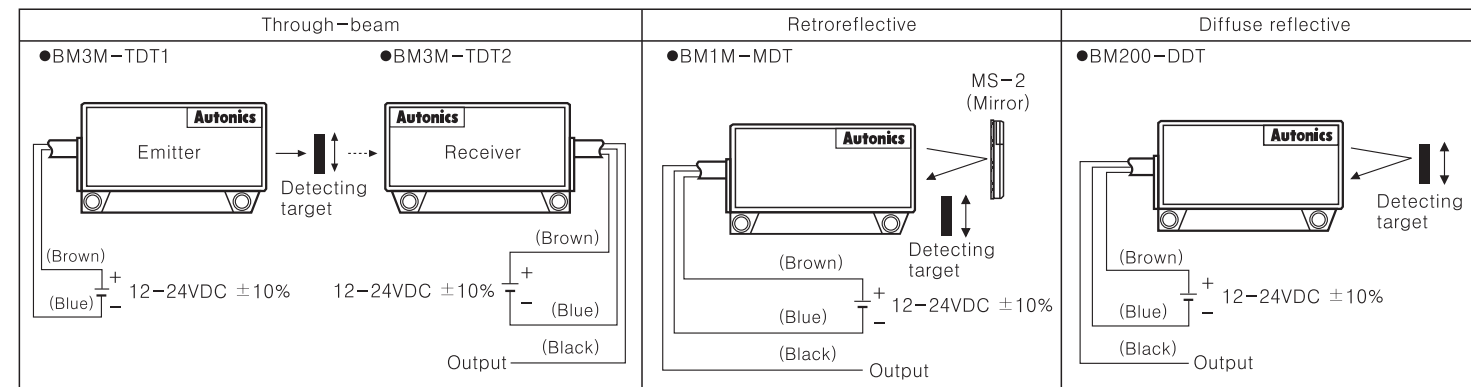 Through-beam
●BM3M-TDT1
●BM3M-TDT2
Autonics
Emitter
Detecting
target
Autonics
Receiver
(Brown)
+
(Blue)
−
12-24VDC ±10%
(Brown)
12-24VDC ±10%
+
−
(Blue)
(Black)
Output
Retroreflective
●BM1M-MDT
MS-2
(Mirror)
Autonics
Detecting
target
(Brown)
+
12-24VDC ±10%
(Blue)
−
(Black)
Output
Diffuse reflective
●BM200-DDT
Autonics
Detecting
target
(Brown)
+
12-24VDC ±10%
(Blue)
−
(Black)
Output